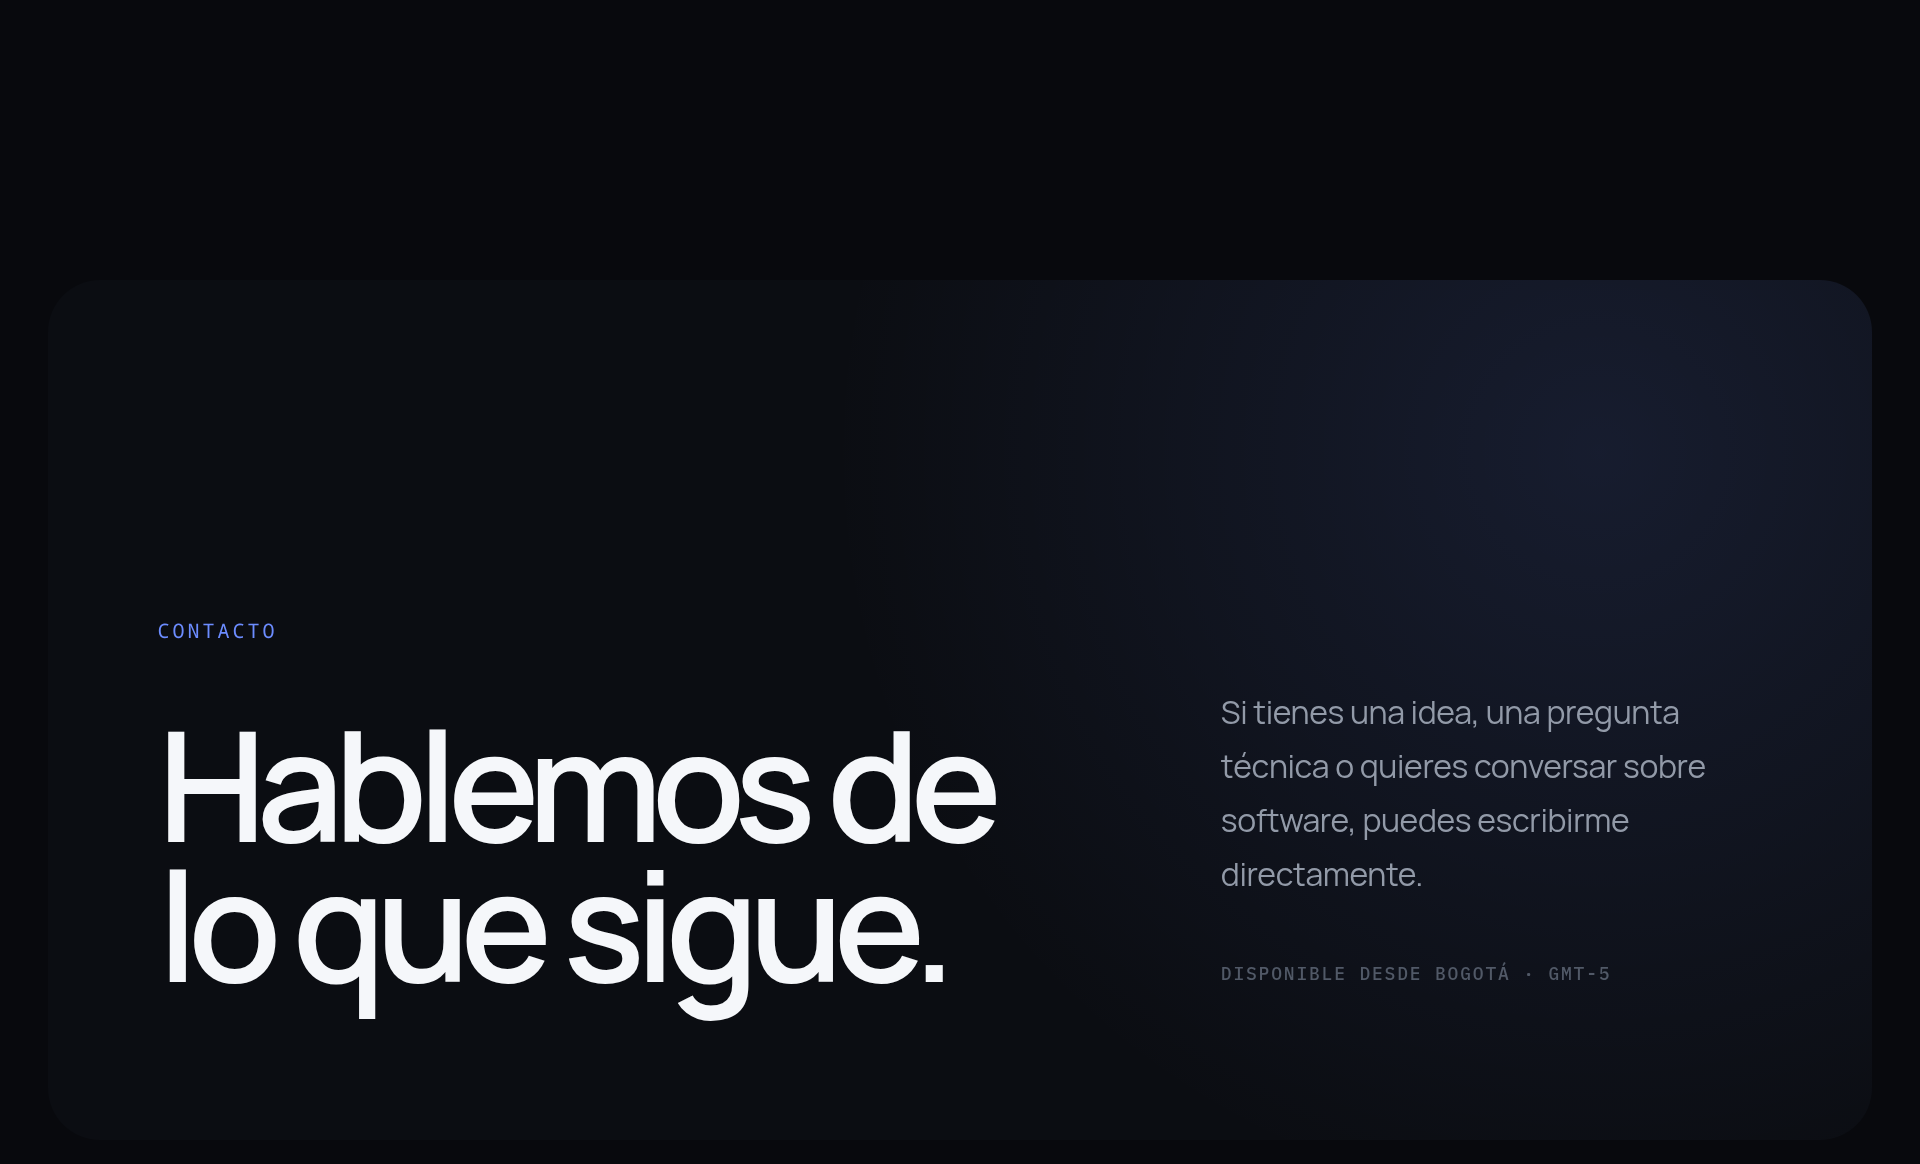 CONTACTO
Hablemos de
lo que sigue.
Si tienes una idea, una pregunta
técnica o quieres conversar sobre
software, puedes escribirme
directamente.
DISPONIBLE DESDE BOGOTÁ · GMT-5